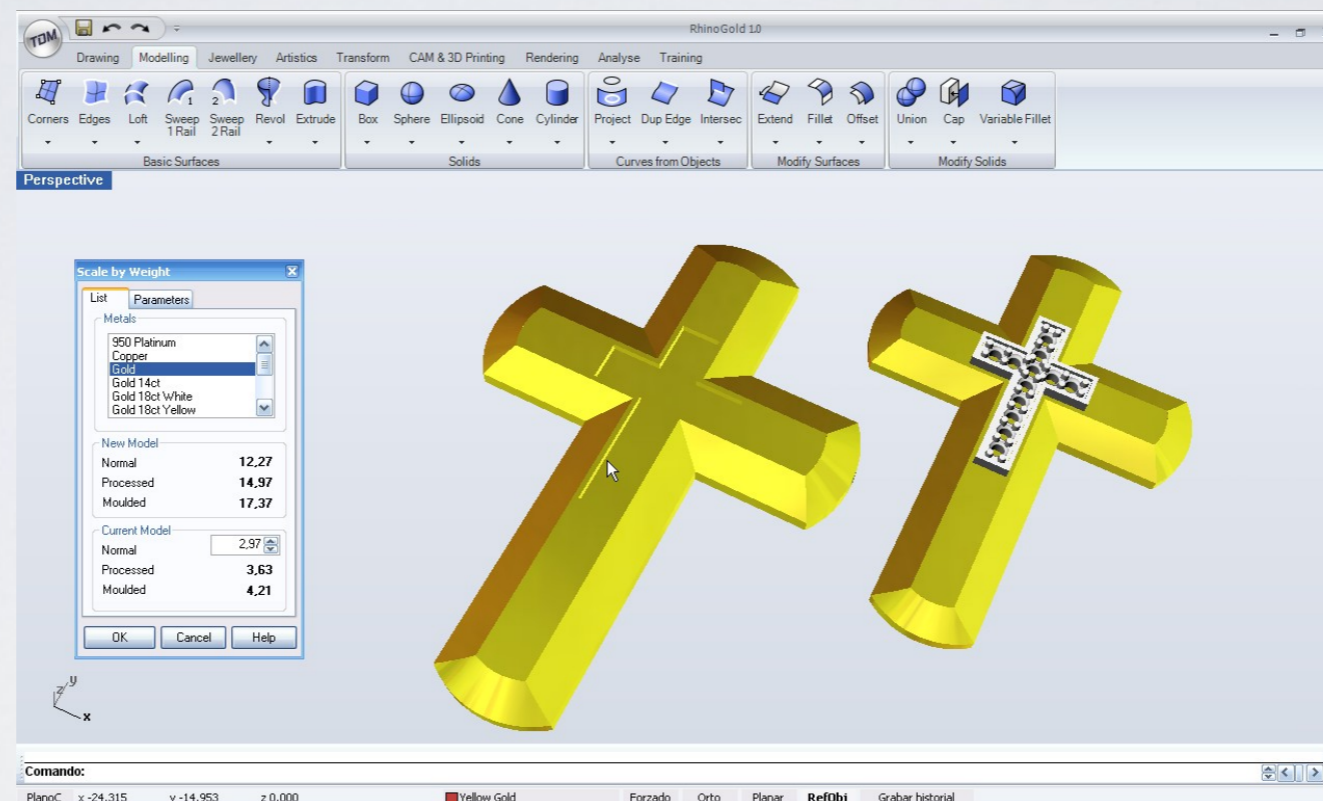 TDM
RhinoGold 1.0
Drawing Modelling Jewellery Artistics Transform CAM & 3D Printing Rendering Analyse Training
Corners Edges Loft Sweep 1 Rail Sweep 2 Rail Revol Extrude Box Sphere Ellipsoid Cone Cylinder Project Dup Edge Intersec Extend Fillet Offset Union Cap Variable Fillet
Basic Surfaces Solids Curves from Objects Modify Surfaces Modify Solids
Perspective
Scale by Weight
List Parameters
Metals
950 Platinum
Copper
Gold
Gold 14ct
Gold 18ct White
Gold 18ct Yellow
New Model
Normal 12,27
Processed 14,97
Moulded 17,37
Current Model
Normal 2,97
Processed 3,63
Moulded 4,21
OK Cancel Help
z y
x
Comando:
PlanoC x -24.315 y -14.953 z 0.000 Yellow Gold Forzado Orto Planar RefObj Grabar historial